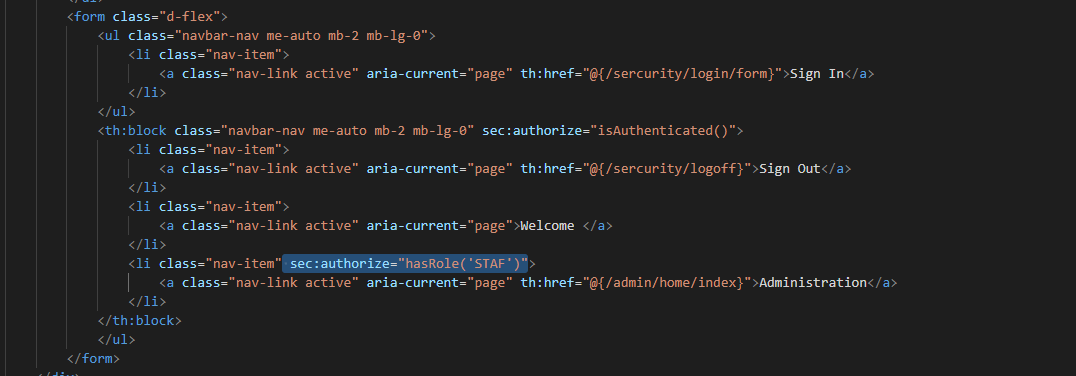 </ul>
<form class="d-flex">
<ul class="navbar-nav me-auto mb-2 mb-lg-0">
<li class="nav-item">
<a class="nav-link active" aria-current="page" th:href="@{/sercurity/login/form}">Sign In</a>
</li>
</ul>
<th:block class="navbar-nav me-auto mb-2 mb-lg-0" sec:authorize="isAuthenticated()">
<li class="nav-item">
<a class="nav-link active" aria-current="page" th:href="@{/sercurity/logoff}">Sign Out</a>
</li>
<li class="nav-item">
<a class="nav-link active" aria-current="page">Welcome </a>
</li>
<li class="nav-item" sec:authorize="hasRole('STAF')">
<a class="nav-link active" aria-current="page" th:href="@{/admin/home/index}">Administration</a>
</li>
</th:block>
</ul>
</form>
</div>